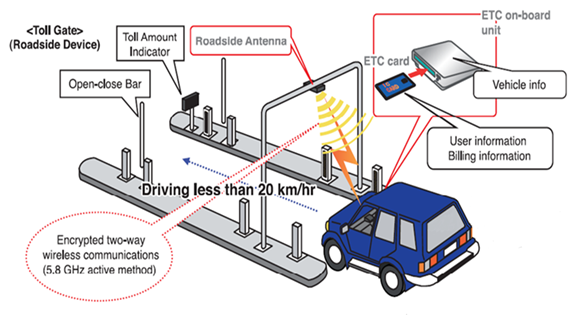 <Toll Gate>
(Roadside Device)
Toll Amount
Indicator
Roadside Antenna
ETC on-board
unit
ETC card
Open-close Bar
Vehicle info
User information
Billing information
Driving less than 20 km/hr
Encrypted two-way
wireless communications
(5.8 GHz active method)